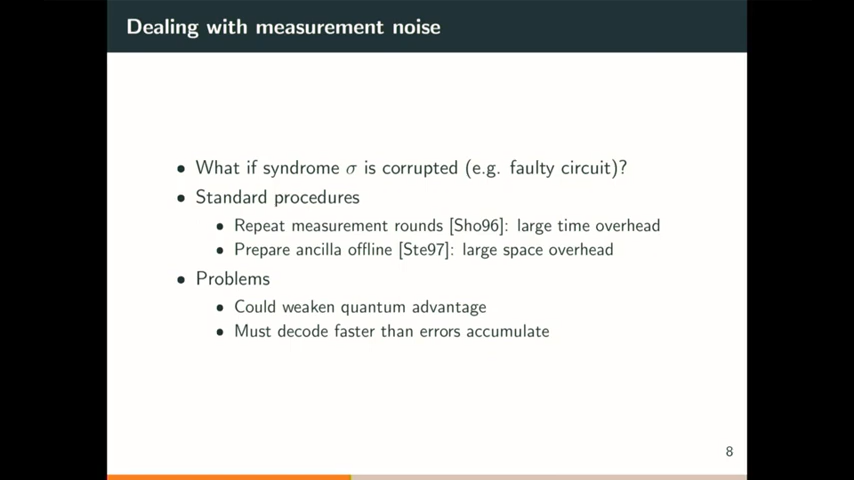 Dealing with measurement noise
• What if syndrome σ is corrupted (e.g. faulty circuit)?
• Standard procedures
• Repeat measurement rounds [Sho96]: large time overhead
• Prepare ancilla offline [Ste97]: large space overhead
• Problems
• Could weaken quantum advantage
• Must decode faster than errors accumulate
8